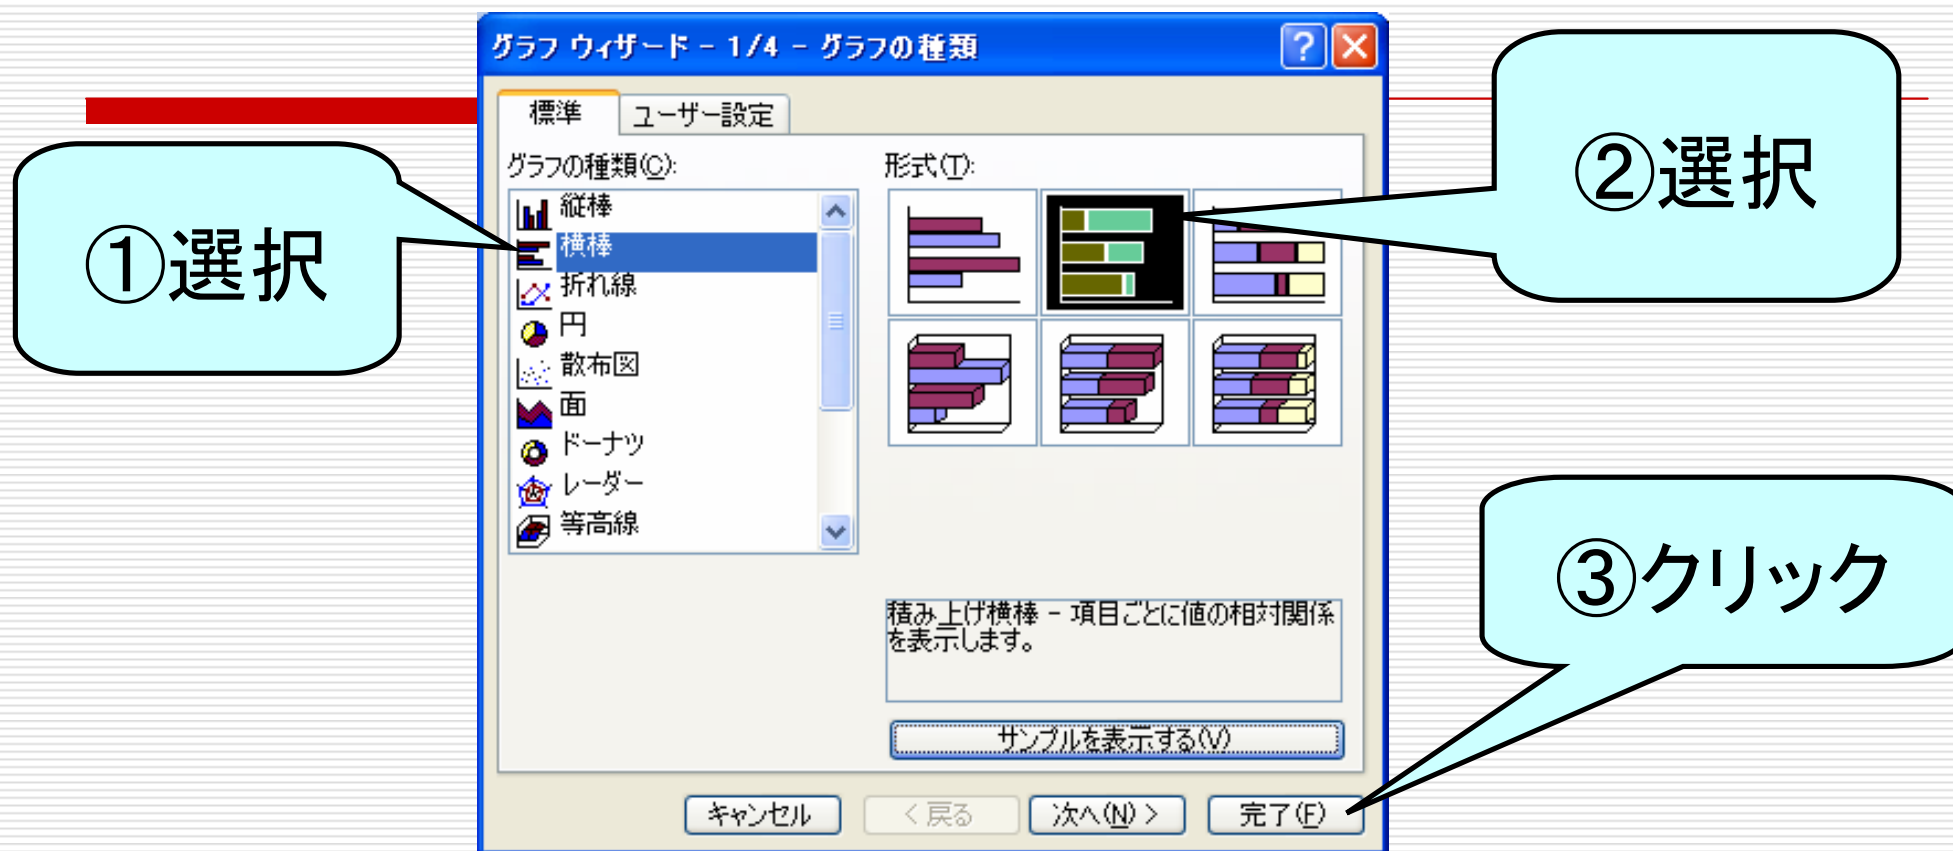 グラフ ウィザード - 1/4 - グラフの種類
標準
ユーザー設定
グラフの種類(C):
形式(T):
縦棒
横棒
折れ線
円
散布図
面
ドーナツ
レーダー
等高線
①選択
②選択
積み上げ横棒 - 項目ごとに値の相対関係
を表示します。
サンプルを表示する(V)
③クリック
キャンセル
< 戻る
次へ(N) >
完了(F)